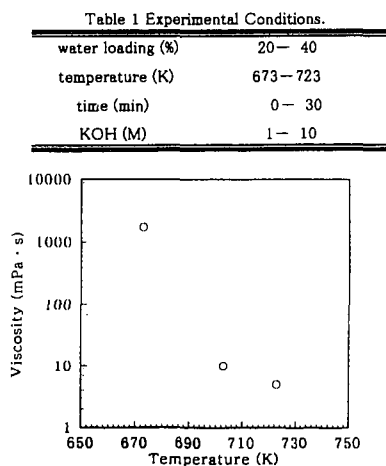 Table 1 Experimental Conditions.
water loading (%) 20— 40
temperature (K) 673—723
time (min) 0— 30
KOH (M) 1— 10
10000
1000
100
10
1
Viscosity (mPa · s)
650 670 690 710 730 750
Temperature (K)